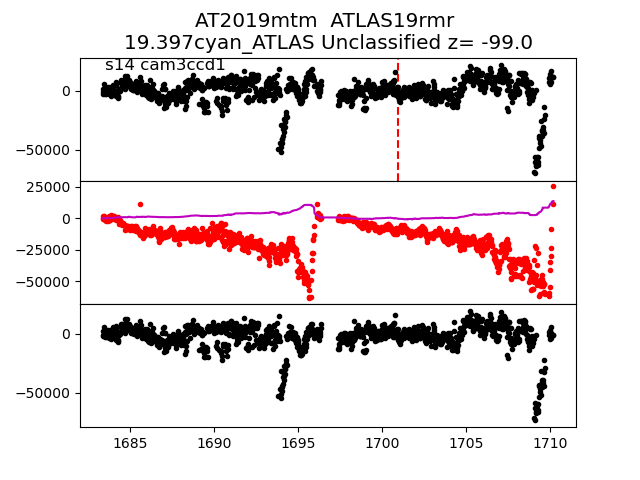 AT2019mtm  ATLAS19rmr
19.397cyan_ATLAS Unclassified z= -99.0
s14 cam3ccd1
0
−50000
25000
0
−25000
−50000
0
−50000
1685 1690 1695 1700 1705 1710